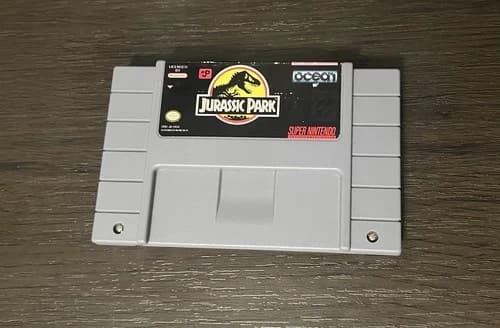 LICENSED BY
Nintendo
ocean
JURASSIC PARK
SUPER NINTENDO